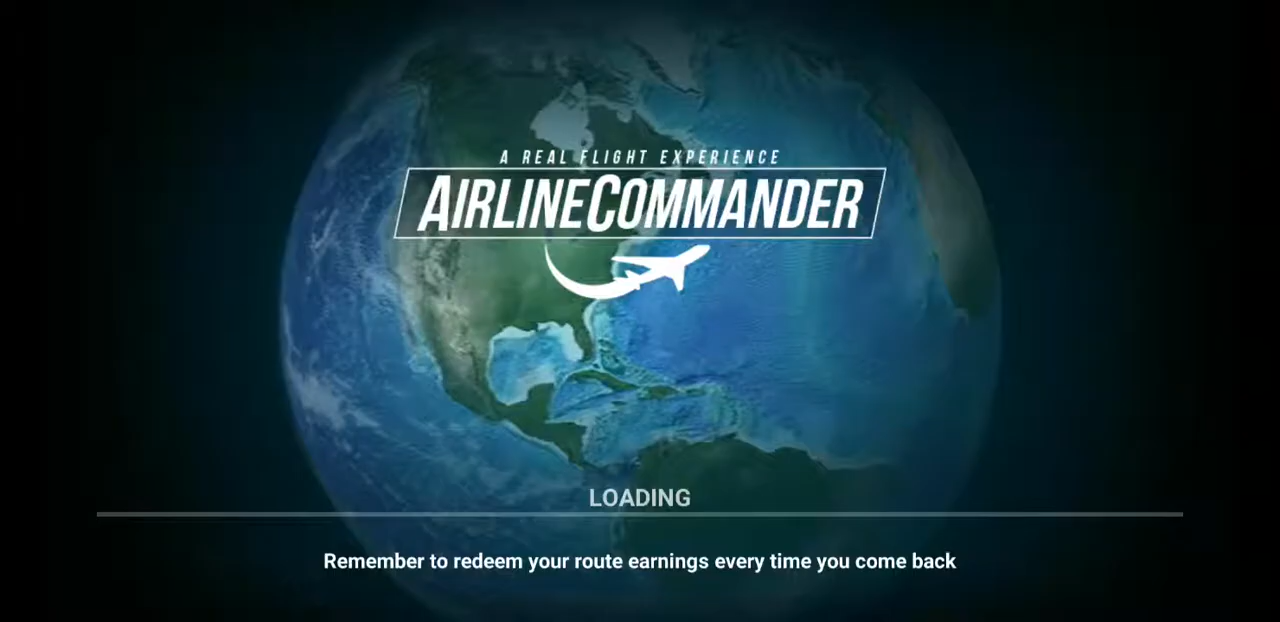 A REAL FLIGHT EXPERIENCE
AIRLINECOMMANDER
LOADING
Remember to redeem your route earnings every time you come back